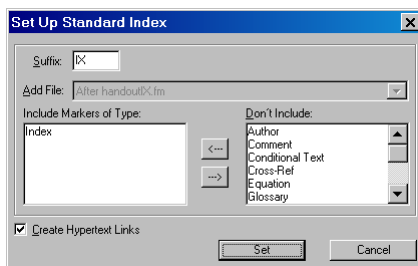 Set Up Standard Index
Suffix: IX
Add File: After handoutIX.fm
Include Markers of Type: Don't Include:
Index
Author
Comment
Conditional Text
Cross-Ref
Equation
Glossary
<---
--->
Create Hypertext Links
Set Cancel